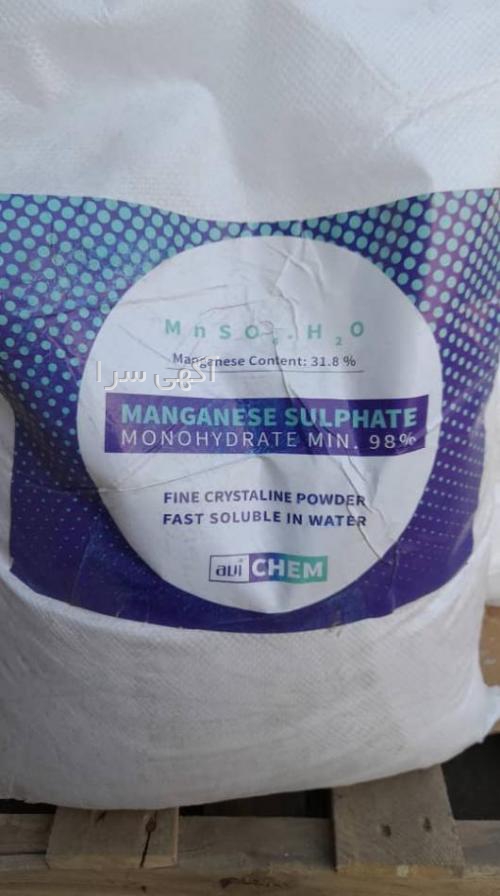 MnSO₄.H₂O
Manganese Content: 31.8 %
آگهی سرا
MANGANESE SULPHATE
MONOHYDRATE MIN. 98%
FINE CRYSTALINE POWDER
FAST SOLUBLE IN WATER
avi CHEM